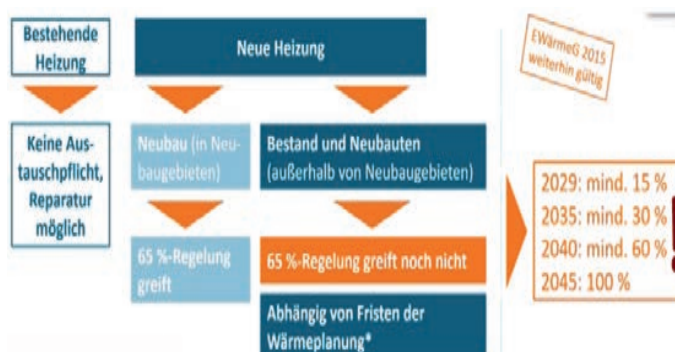 Bestehende
Heizung
Neue Heizung
EWärmeG 2015
weiterhin gültig
Keine Aus-
tauschpflicht,
Reparatur
möglich
Neubau (in Neu-
baugebieten)
Bestand und Neubauten
(außerhalb von Neubaugebieten)
65 %-Regelung
greift
65 %-Regelung greift noch nicht
Abhängig von Fristen der
Wärmeplanung*
2029: mind. 15 %
2035: mind. 30 %
2040: mind. 60 %
2045: 100 %
!